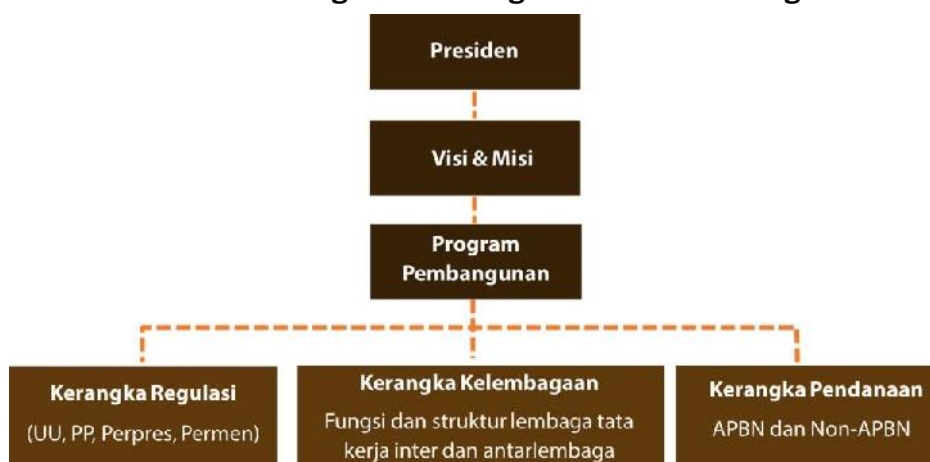 Presiden
Visi & Misi
Program
Pembangunan
Kerangka Regulasi
(UU, PP, Perpres, Permen)
Kerangka Kelembagaan
Fungsi dan struktur lembaga tata
kerja inter dan antarlembaga
Kerangka Pendanaan
APBN dan Non-APBN